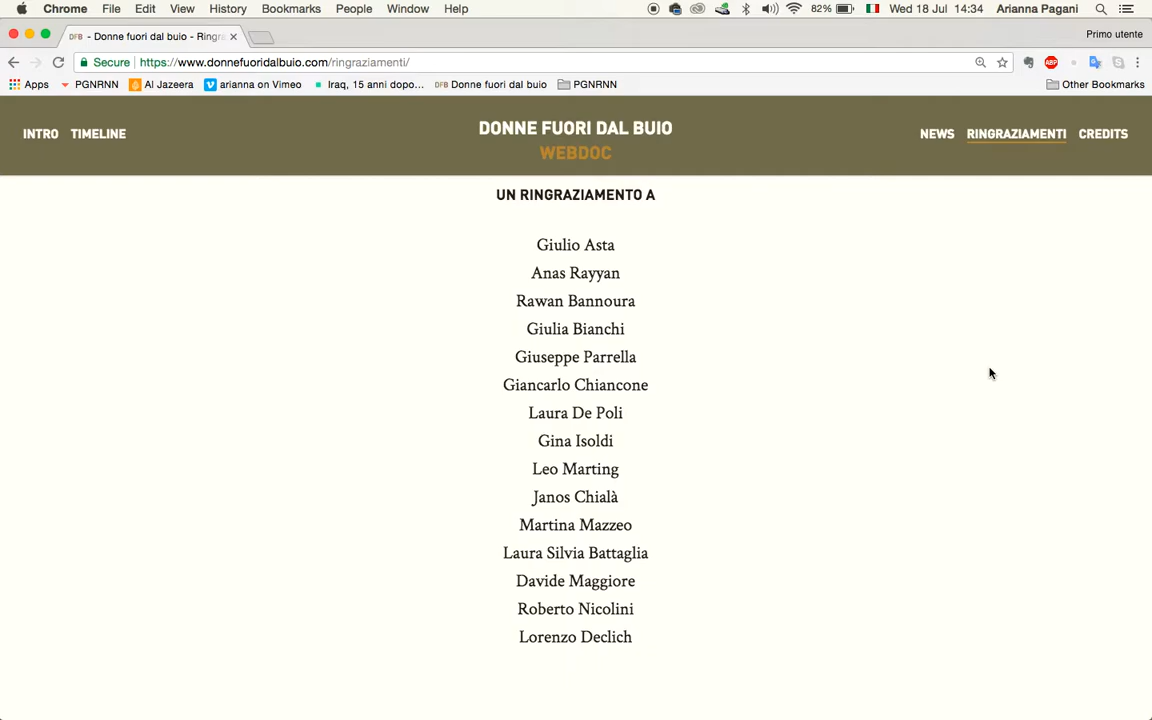 Chrome File Edit View History Bookmarks People Window Help 82% Wed 18 Jul 14:34 Arianna Pagani
DFB - Donne fuori dal buio - Ringra
Primo utente
Secure https://www.donnefuoridalbuio.com/ringraziamenti/
ABP
Apps PGNRNN Al Jazeera arianna on Vimeo Iraq, 15 anni dopo... DFB Donne fuori dal buio PGNRNN Other Bookmarks
INTRO TIMELINE
DONNE FUORI DAL BUIO
WEBDOC
NEWS RINGRAZIAMENTI CREDITS
UN RINGRAZIAMENTO A
Giulio Asta
Anas Rayyan
Rawan Bannoura
Giulia Bianchi
Giuseppe Parrella
Giancarlo Chiancone
Laura De Poli
Gina Isoldi
Leo Marting
Janos Chialà
Martina Mazzeo
Laura Silvia Battaglia
Davide Maggiore
Roberto Nicolini
Lorenzo Declich